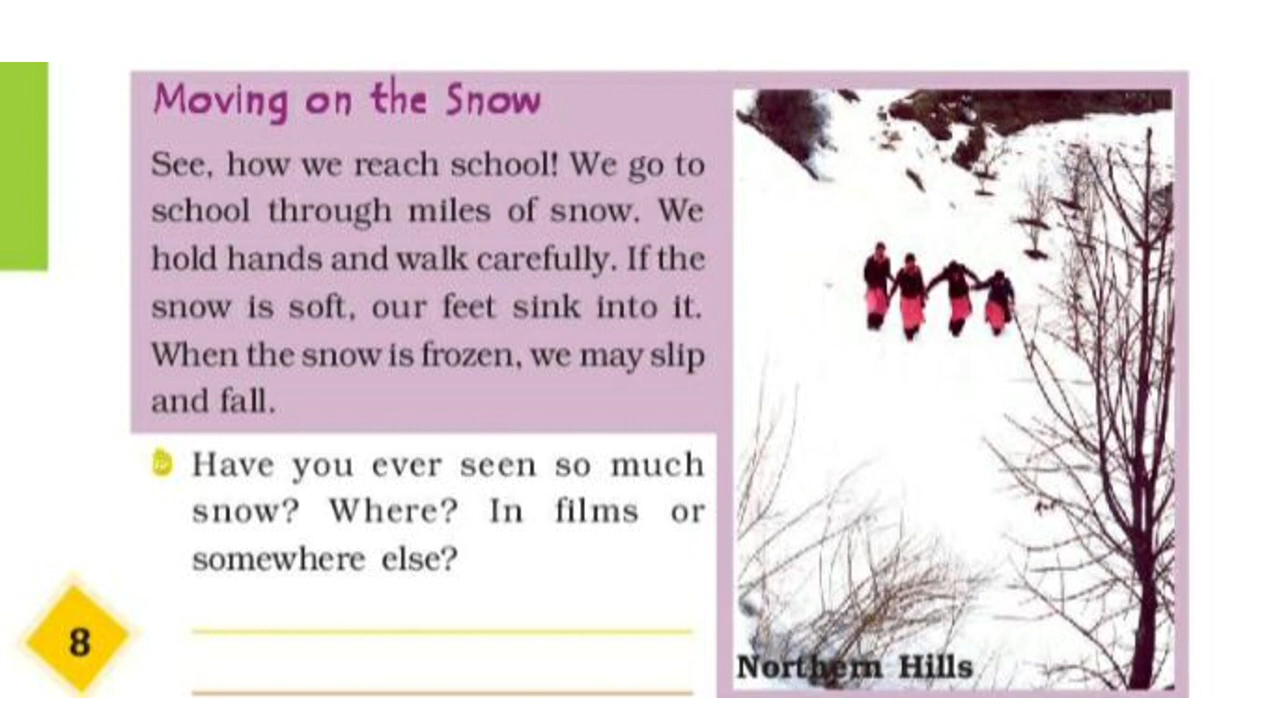 Moving on the Snow
See, how we reach school! We go to
school through miles of snow. We
hold hands and walk carefully. If the
snow is soft, our feet sink into it.
When the snow is frozen, we may slip
and fall.
Have you ever seen so much
snow? Where? In films or
somewhere else?
8
Northern Hills